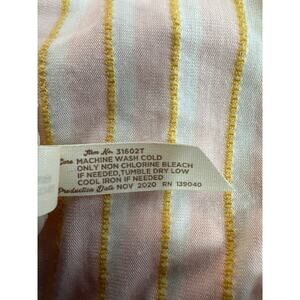 Item No. 31602T
Care MACHINE WASH COLD
ONLY NON CHLORINE BLEACH
IF NEEDED,TUMBLE DRY LOW
COOL IRON IF NEEDED
Production Date NOV 2020 RN 139040